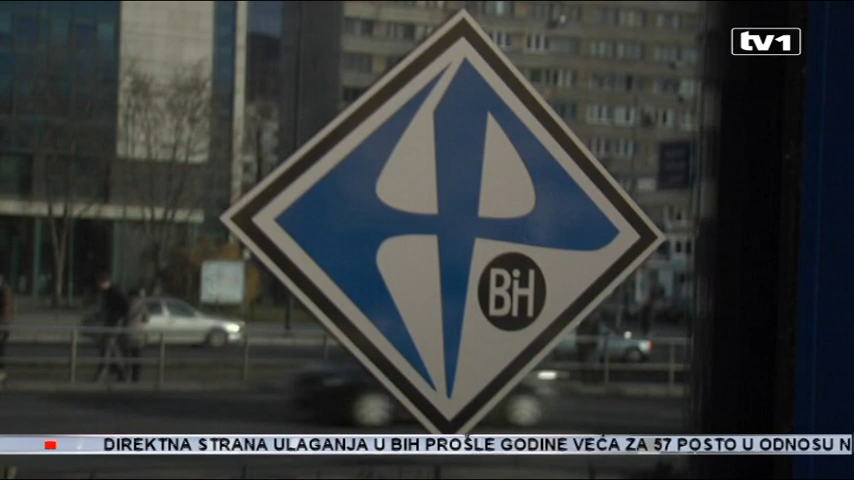 tv1
BiH
DIREKTNA STRANA ULAGANJA U BIH PROŠLE GODINE VEĆA ZA 57 POSTO U ODNOSU N